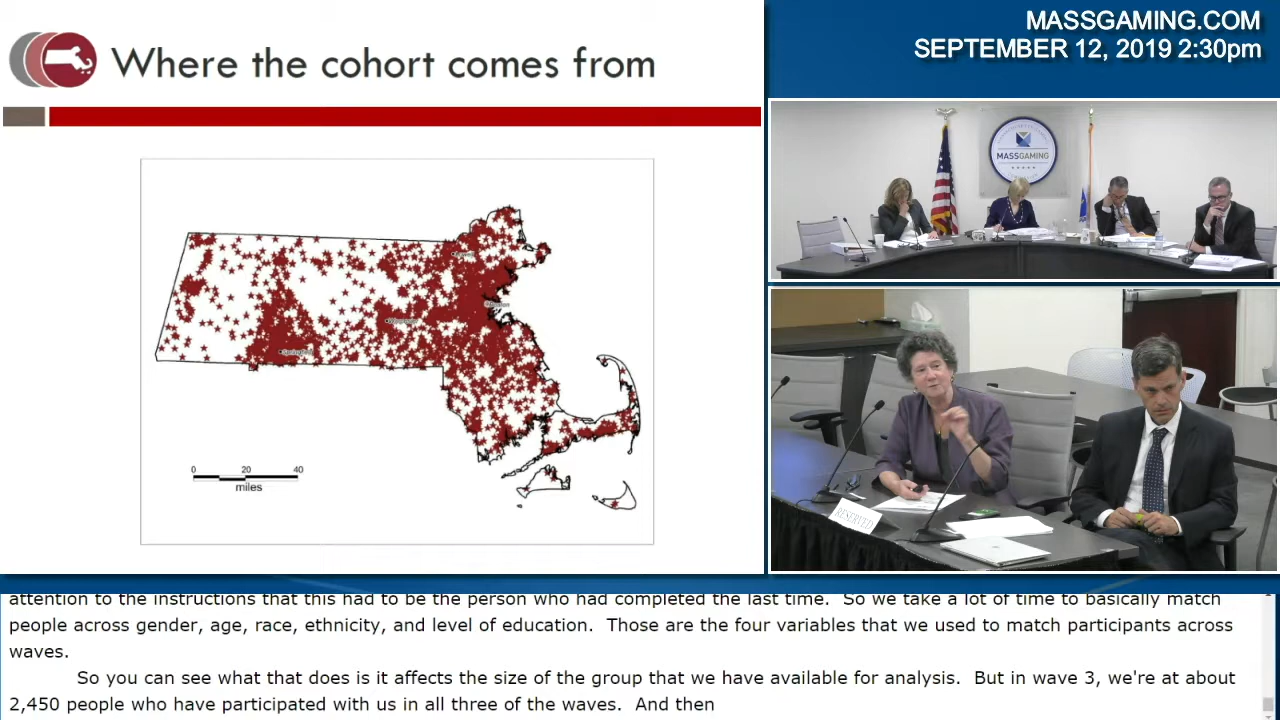 Where the cohort comes from
MASSGAMING.COM
SEPTEMBER 12, 2019 2:30pm
MASSGAMING
Boston
Springfield
0 20 40
miles
RESERVED
attention to the instructions that this had to be the person who had completed the last time.  So we take a lot of time to basically match
people across gender, age, race, ethnicity, and level of education.  Those are the four variables that we used to match participants across
waves.
So you can see what that does is it affects the size of the group that we have available for analysis.  But in wave 3, we're at about
2,450 people who have participated with us in all three of the waves.  And then